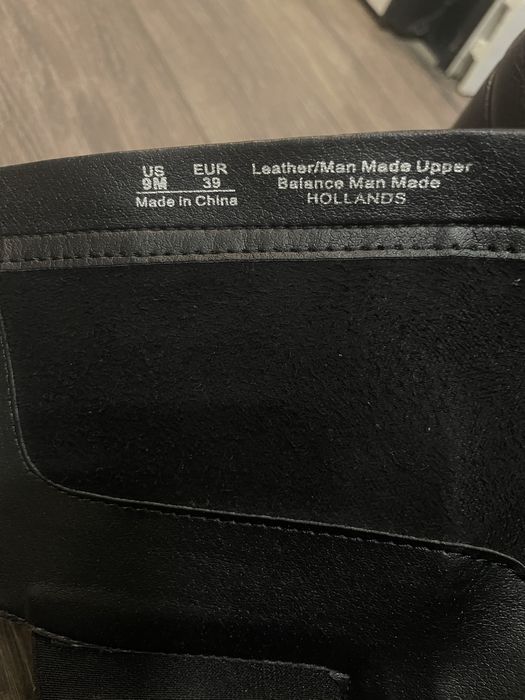 US EUR
9M 39
Made in China
Leather/Man Made Upper
Balance Man Made
HOLLANDS